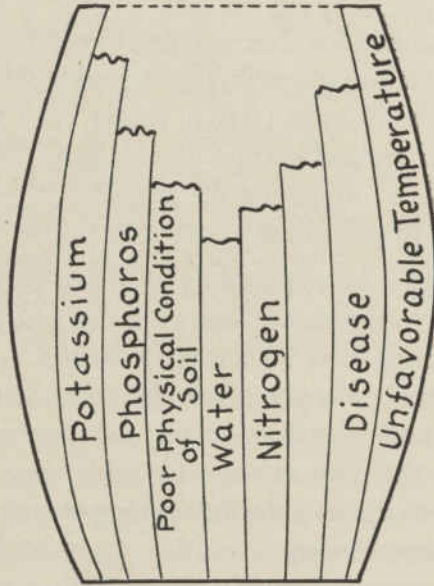 Potassium
Phosphoros
Poor Physical Condition
of Soil
Water
Nitrogen
Disease
Unfavorable Temperature